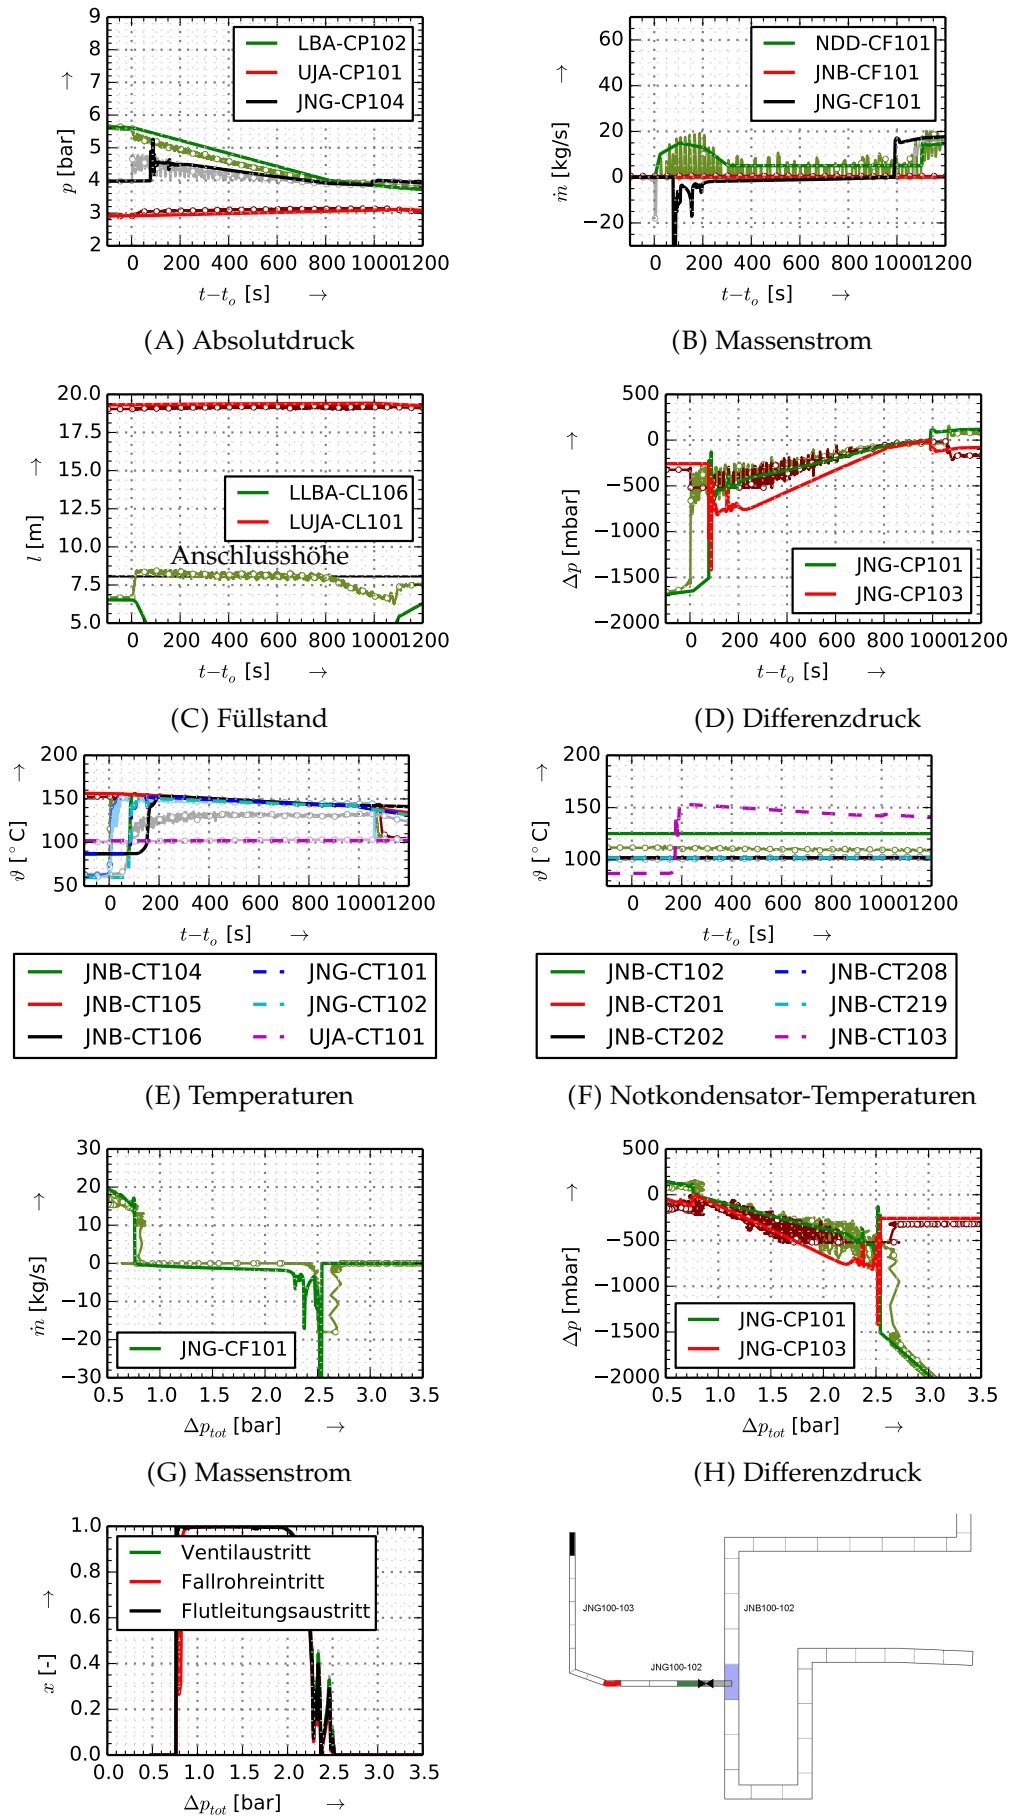 9
8
7
6
5
4
3
2
p [bar] →
LBA-CP102
UJA-CP101
JNG-CP104
0 200 400 600 800 1000 1200
t−t_o [s] →
(A) Absolutdruck
60
40
20
0
−20
ṁ [kg/s] →
NDD-CF101
JNB-CF101
JNG-CF101
0 200 400 600 800 1000 1200
t−t_o [s] →
(B) Massenstrom
20.0
17.5
15.0
12.5
10.0
7.5
5.0
l [m] →
LLBA-CL106
LUJA-CL101
Anschlusshöhe
0 200 400 600 800 1000 1200
t−t_o [s] →
(C) Füllstand
500
0
−500
−1000
−1500
−2000
Δp [mbar] →
JNG-CP101
JNG-CP103
0 200 400 600 800 1000 1200
t−t_o [s] →
(D) Differenzdruck
200
150
100
50
ϑ [°C] →
0 200 400 600 800 1000 1200
t−t_o [s] →
JNB-CT104
JNB-CT105
JNB-CT106
JNG-CT101
JNG-CT102
UJA-CT101
(E) Temperaturen
200
150
100
ϑ [°C] →
0 200 400 600 800 1000 1200
t−t_o [s] →
JNB-CT102
JNB-CT201
JNB-CT202
JNB-CT208
JNB-CT219
JNB-CT103
(F) Notkondensator-Temperaturen
30
20
10
0
−10
−20
−30
ṁ [kg/s] →
JNG-CF101
0.5 1.0 1.5 2.0 2.5 3.0 3.5
Δp_tot [bar] →
(G) Massenstrom
500
0
−500
−1000
−1500
−2000
Δp [mbar] →
JNG-CP101
JNG-CP103
0.5 1.0 1.5 2.0 2.5 3.0 3.5
Δp_tot [bar] →
(H) Differenzdruck
1.0
0.8
0.6
0.4
0.2
0.0
x [-] →
Ventilaustritt
Fallrohreintritt
Flutleitungsaustritt
0.0 0.5 1.0 1.5 2.0 2.5 3.0 3.5
Δp_tot [bar] →
JNG100-103
JNB100-102
JNG100-102